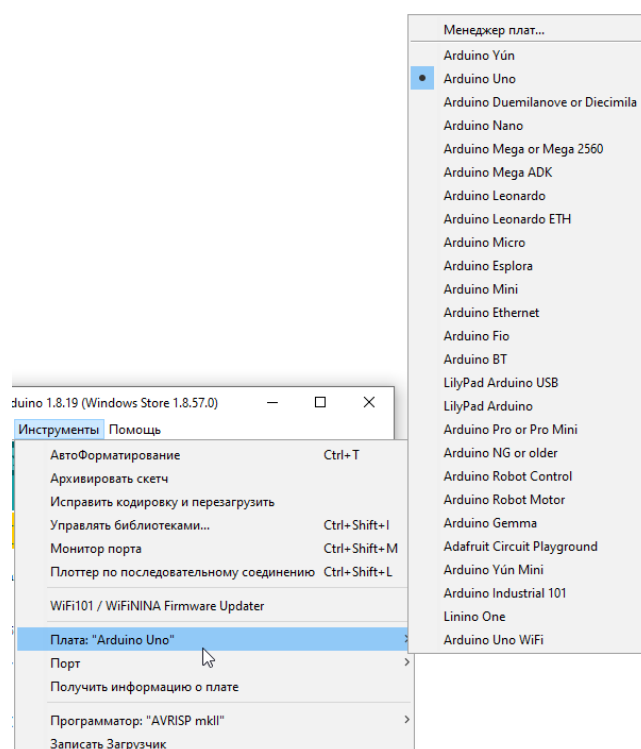 Менеджер плат...
Arduino Yún
Arduino Uno
Arduino Duemilanove or Diecimila
Arduino Nano
Arduino Mega or Mega 2560
Arduino Mega ADK
Arduino Leonardo
Arduino Leonardo ETH
Arduino Micro
Arduino Esplora
Arduino Mini
Arduino Ethernet
Arduino Fio
Arduino BT
LilyPad Arduino USB
LilyPad Arduino
Arduino Pro or Pro Mini
Arduino NG or older
Arduino Robot Control
Arduino Robot Motor
Arduino Gemma
Adafruit Circuit Playground
Arduino Yún Mini
Arduino Industrial 101
Linino One
Arduino Uno WiFi
duino 1.8.19 (Windows Store 1.8.57.0)
Инструменты Помощь
АвтоФорматирование Ctrl+T
Архивировать скетч
Исправить кодировку и перезагрузить
Управлять библиотеками... Ctrl+Shift+I
Монитор порта Ctrl+Shift+M
Плоттер по последовательному соединению Ctrl+Shift+L
WiFi101 / WiFiNINA Firmware Updater
Плата: "Arduino Uno"
Порт
Получить информацию о плате
Программатор: "AVRISP mkII"
Записать Загрузчик